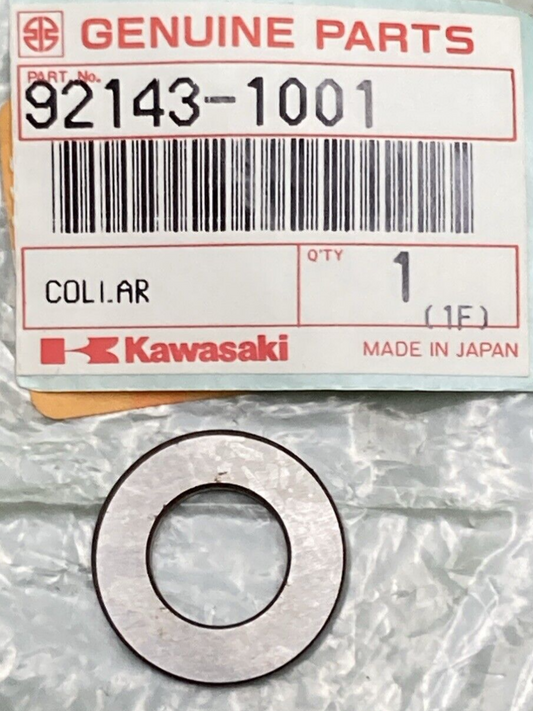 GENUINE PARTS
PART No.
92143-1001
COLLAR
Q'TY
1
(1F)
Kawasaki
MADE IN JAPAN